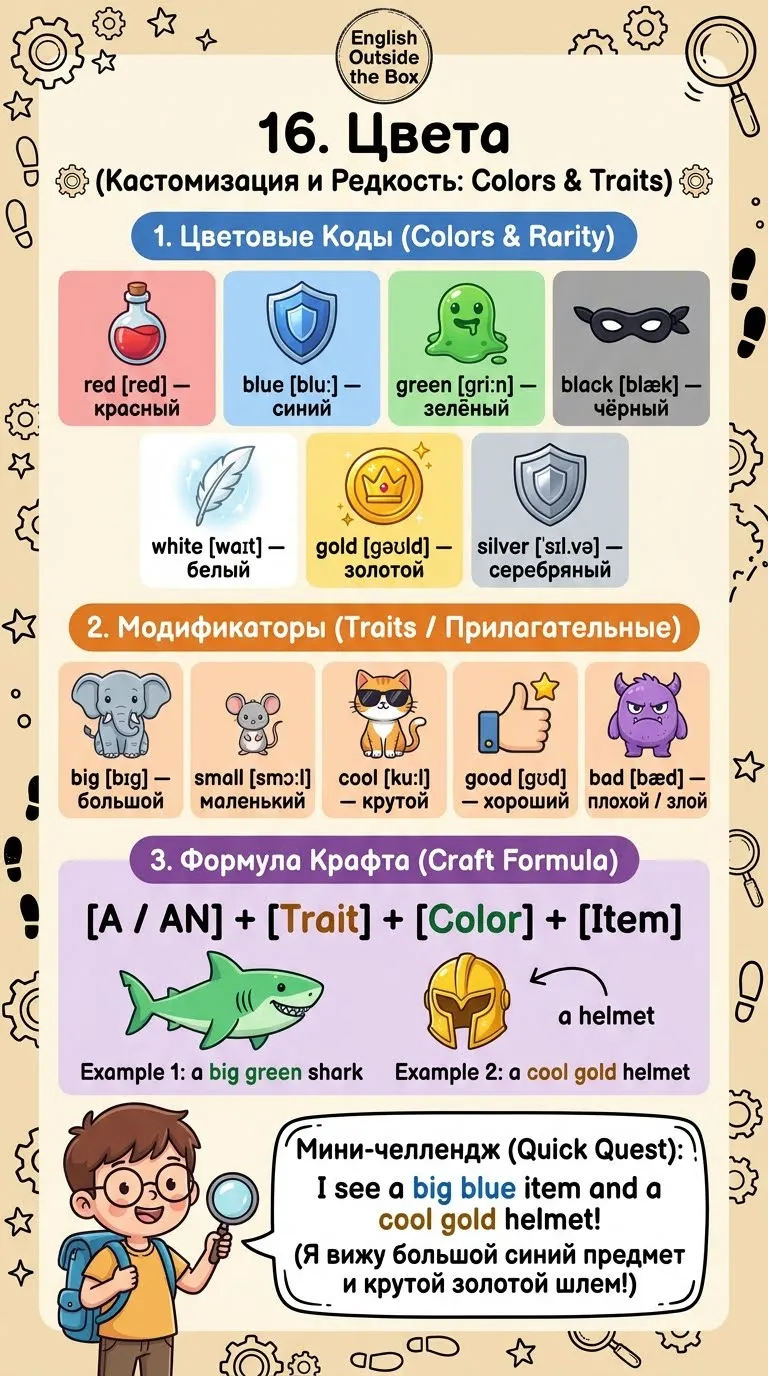 English
Outside
the Box
16. Цвета
(Кастомизация и Редкость: Colors & Traits)
1. Цветовые Коды (Colors & Rarity)
red [red] —
красный
blue [bluː] —
синий
green [griːn] —
зелёный
black [blæk] —
чёрный
white [waɪt] —
белый
gold [gəʊld] —
золотой
silver [ˈsɪl.və] —
серебряный
2. Модификаторы (Traits / Прилагательные)
big [bɪg] —
большой
small [smɔːl]
маленький
cool [kuːl]
— крутой
good [gʊd]
— хороший
bad [bæd] —
плохой / злой
3. Формула Крафта (Craft Formula)
[A / AN] + [Trait] + [Color] + [Item]
a helmet
Example 1: a big green shark
Example 2: a cool gold helmet
Мини-челлендж (Quick Quest):
I see a big blue item and a
cool gold helmet!
(Я вижу большой синий предмет
и крутой золотой шлем!)